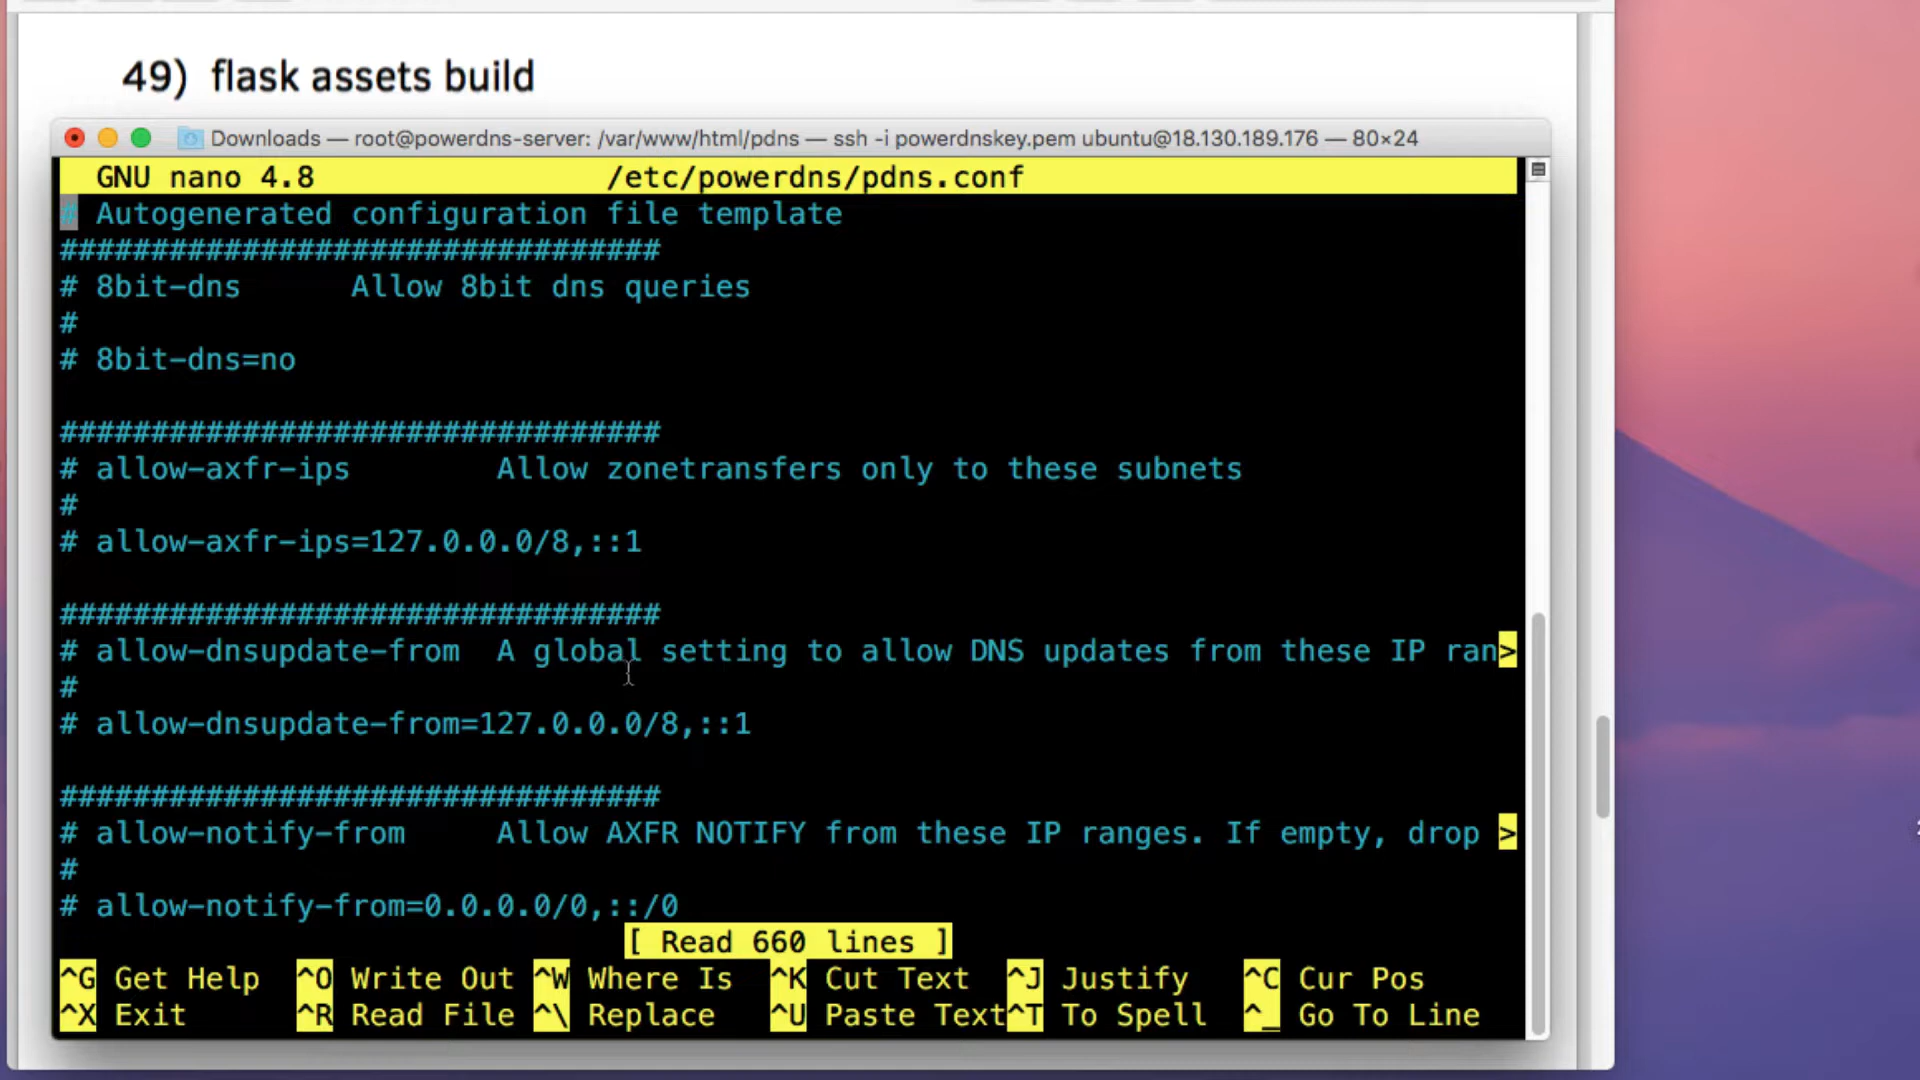 49) flask assets build
Downloads — root@powerdns-server: /var/www/html/pdns — ssh -i powerdnskey.pem ubuntu@18.130.189.176 — 80×24
GNU nano 4.8 /etc/powerdns/pdns.conf
# Autogenerated configuration file template
#################################
# 8bit-dns Allow 8bit dns queries
#
# 8bit-dns=no
#################################
# allow-axfr-ips Allow zonetransfers only to these subnets
#
# allow-axfr-ips=127.0.0.0/8,::1
#################################
# allow-dnsupdate-from A global setting to allow DNS updates from these IP ran>
#
# allow-dnsupdate-from=127.0.0.0/8,::1
#################################
# allow-notify-from Allow AXFR NOTIFY from these IP ranges. If empty, drop >
#
# allow-notify-from=0.0.0.0/0,::/0
[ Read 660 lines ]
^G Get Help ^O Write Out ^W Where Is ^K Cut Text ^J Justify ^C Cur Pos
^X Exit ^R Read File ^\ Replace ^U Paste Text ^T To Spell ^_ Go To Line